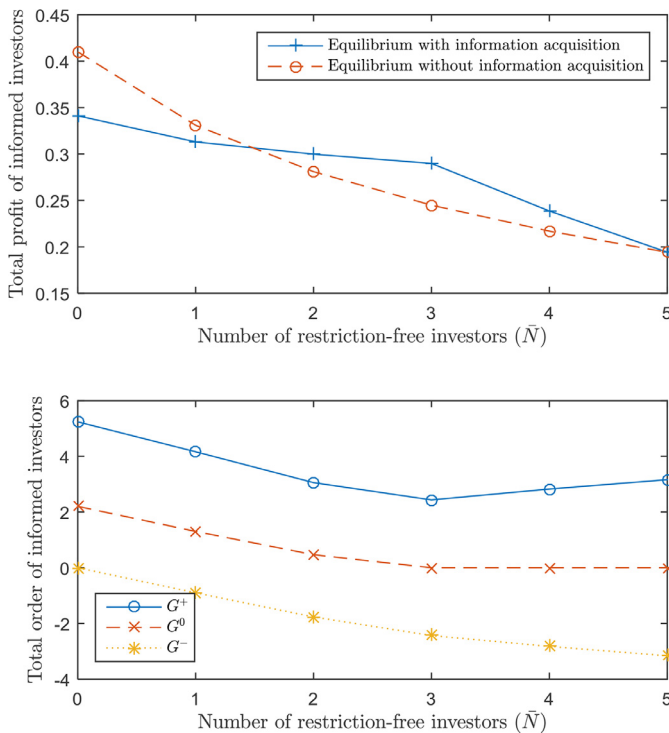 0.45
0.4
0.35
0.3
0.25
0.2
0.15
Total profit of informed investors
Equilibrium with information acquisition
Equilibrium without information acquisition
0 1 2 3 4 5
Number of restriction-free investors (N̄)
6
4
2
0
-2
-4
Total order of informed investors
G⁺
G⁰
G⁻
0 1 2 3 4 5
Number of restriction-free investors (N̄)